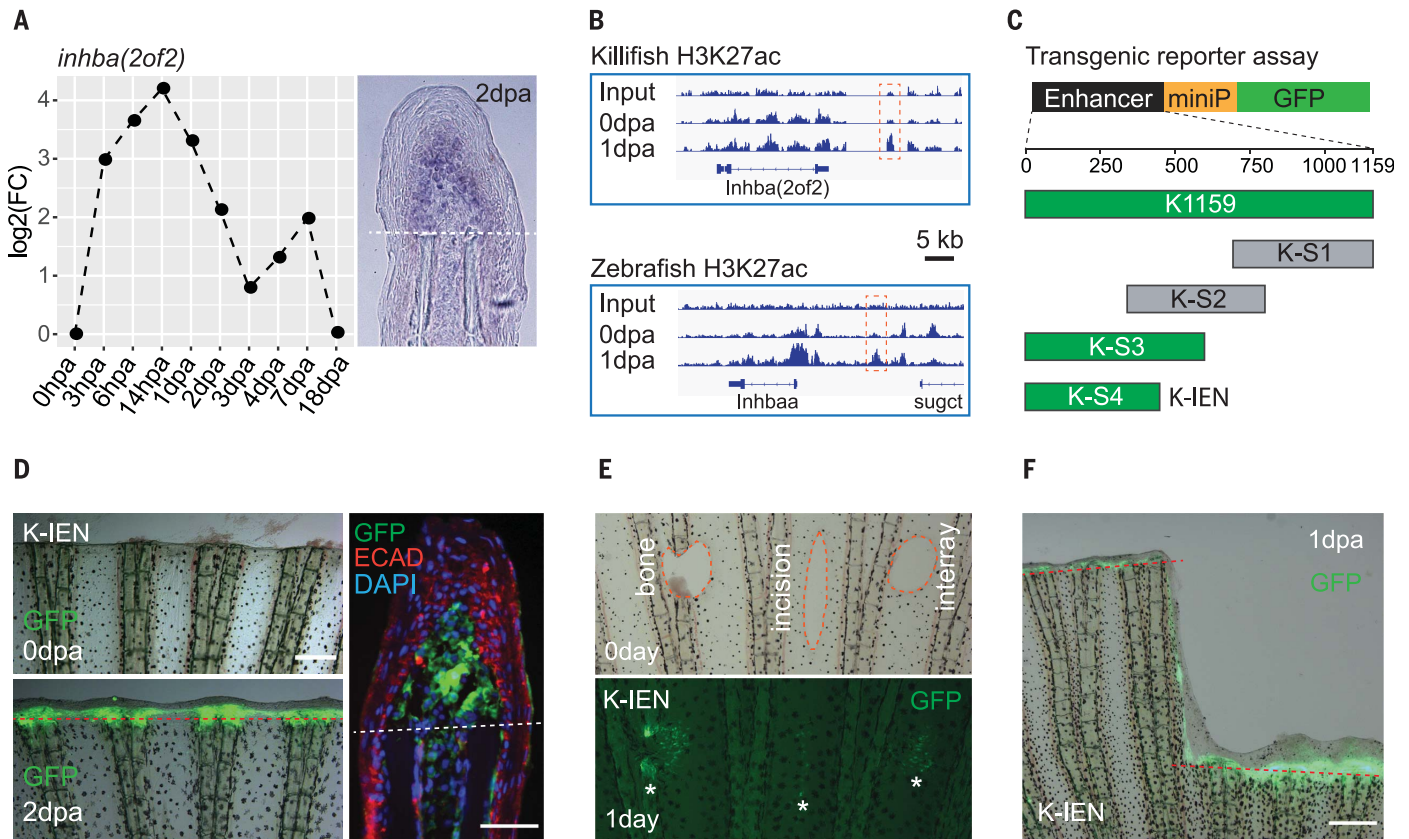 A
inhba(2of2)
log2(FC)
4
3
2
1
0
0hpa
3hpa
6hpa
14hpa
1dpa
2dpa
3dpa
4dpa
7dpa
18dpa
2dpa
B
Killifish H3K27ac
Input
0dpa
1dpa
Inhba(2of2)
5 kb
Zebrafish H3K27ac
Input
0dpa
1dpa
Inhbaa
sugct
C
Transgenic reporter assay
Enhancer miniP GFP
0 250 500 750 1000 1159
K1159
K-S1
K-S2
K-S3
K-S4 K-IEN
D
K-IEN
GFP
0dpa
GFP
2dpa
GFP
ECAD
DAPI
E
bone
incision
interray
0day
K-IEN
GFP
* * *
1day
F
1dpa
GFP
K-IEN